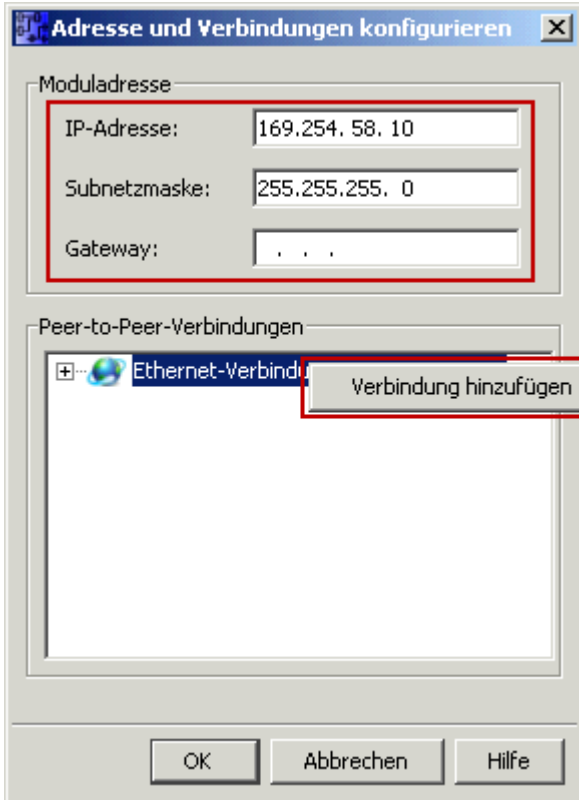 Adresse und Verbindungen konfigurieren
Moduladresse
IP-Adresse: 169.254. 58. 10
Subnetzmaske: 255.255.255. 0
Gateway: . . .
Peer-to-Peer-Verbindungen
Ethernet-Verbindu
Verbindung hinzufügen
OK Abbrechen Hilfe